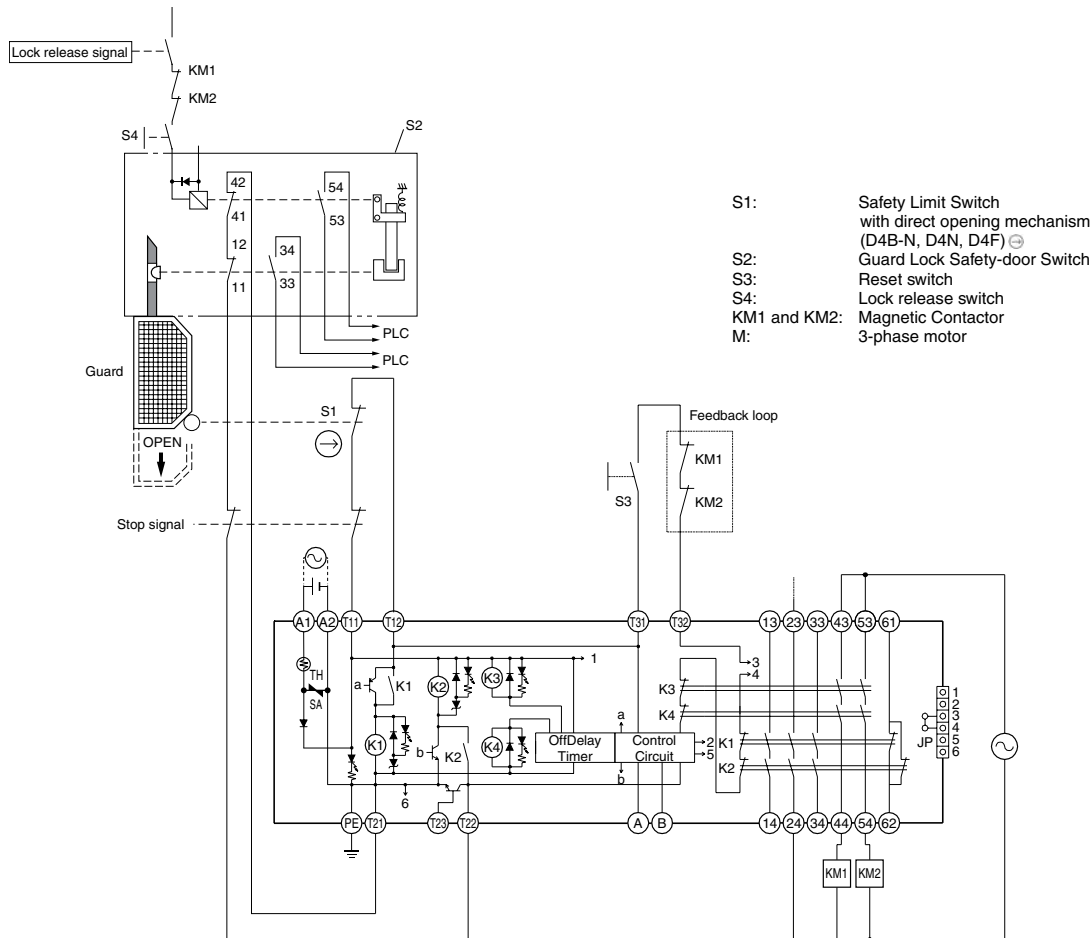 Lock release signal
KM1
KM2
S4
S2
42
54
41
53
12
34
11
33
PLC
PLC
Guard
S1
OPEN
Stop signal
S1: Safety Limit Switch
with direct opening mechanism
(D4B-N, D4N, D4F)
S2: Guard Lock Safety-door Switch
S3: Reset switch
S4: Lock release switch
KM1 and KM2: Magnetic Contactor
M: 3-phase motor
Feedback loop
KM1
KM2
S3
A1 A2 T11 T12 T31 T32 13 23 33 43 53 61
TH
SA
a
K1
K1
K2
b
K2
K3
K4
1
6
OffDelay
Timer
Control
Circuit
a
b
2
5
3
4
K3
K4
K1
K2
JP
1
2
3
4
5
6
PE T21 T23 T22 A B 14 24 34 44 54 62
KM1 KM2